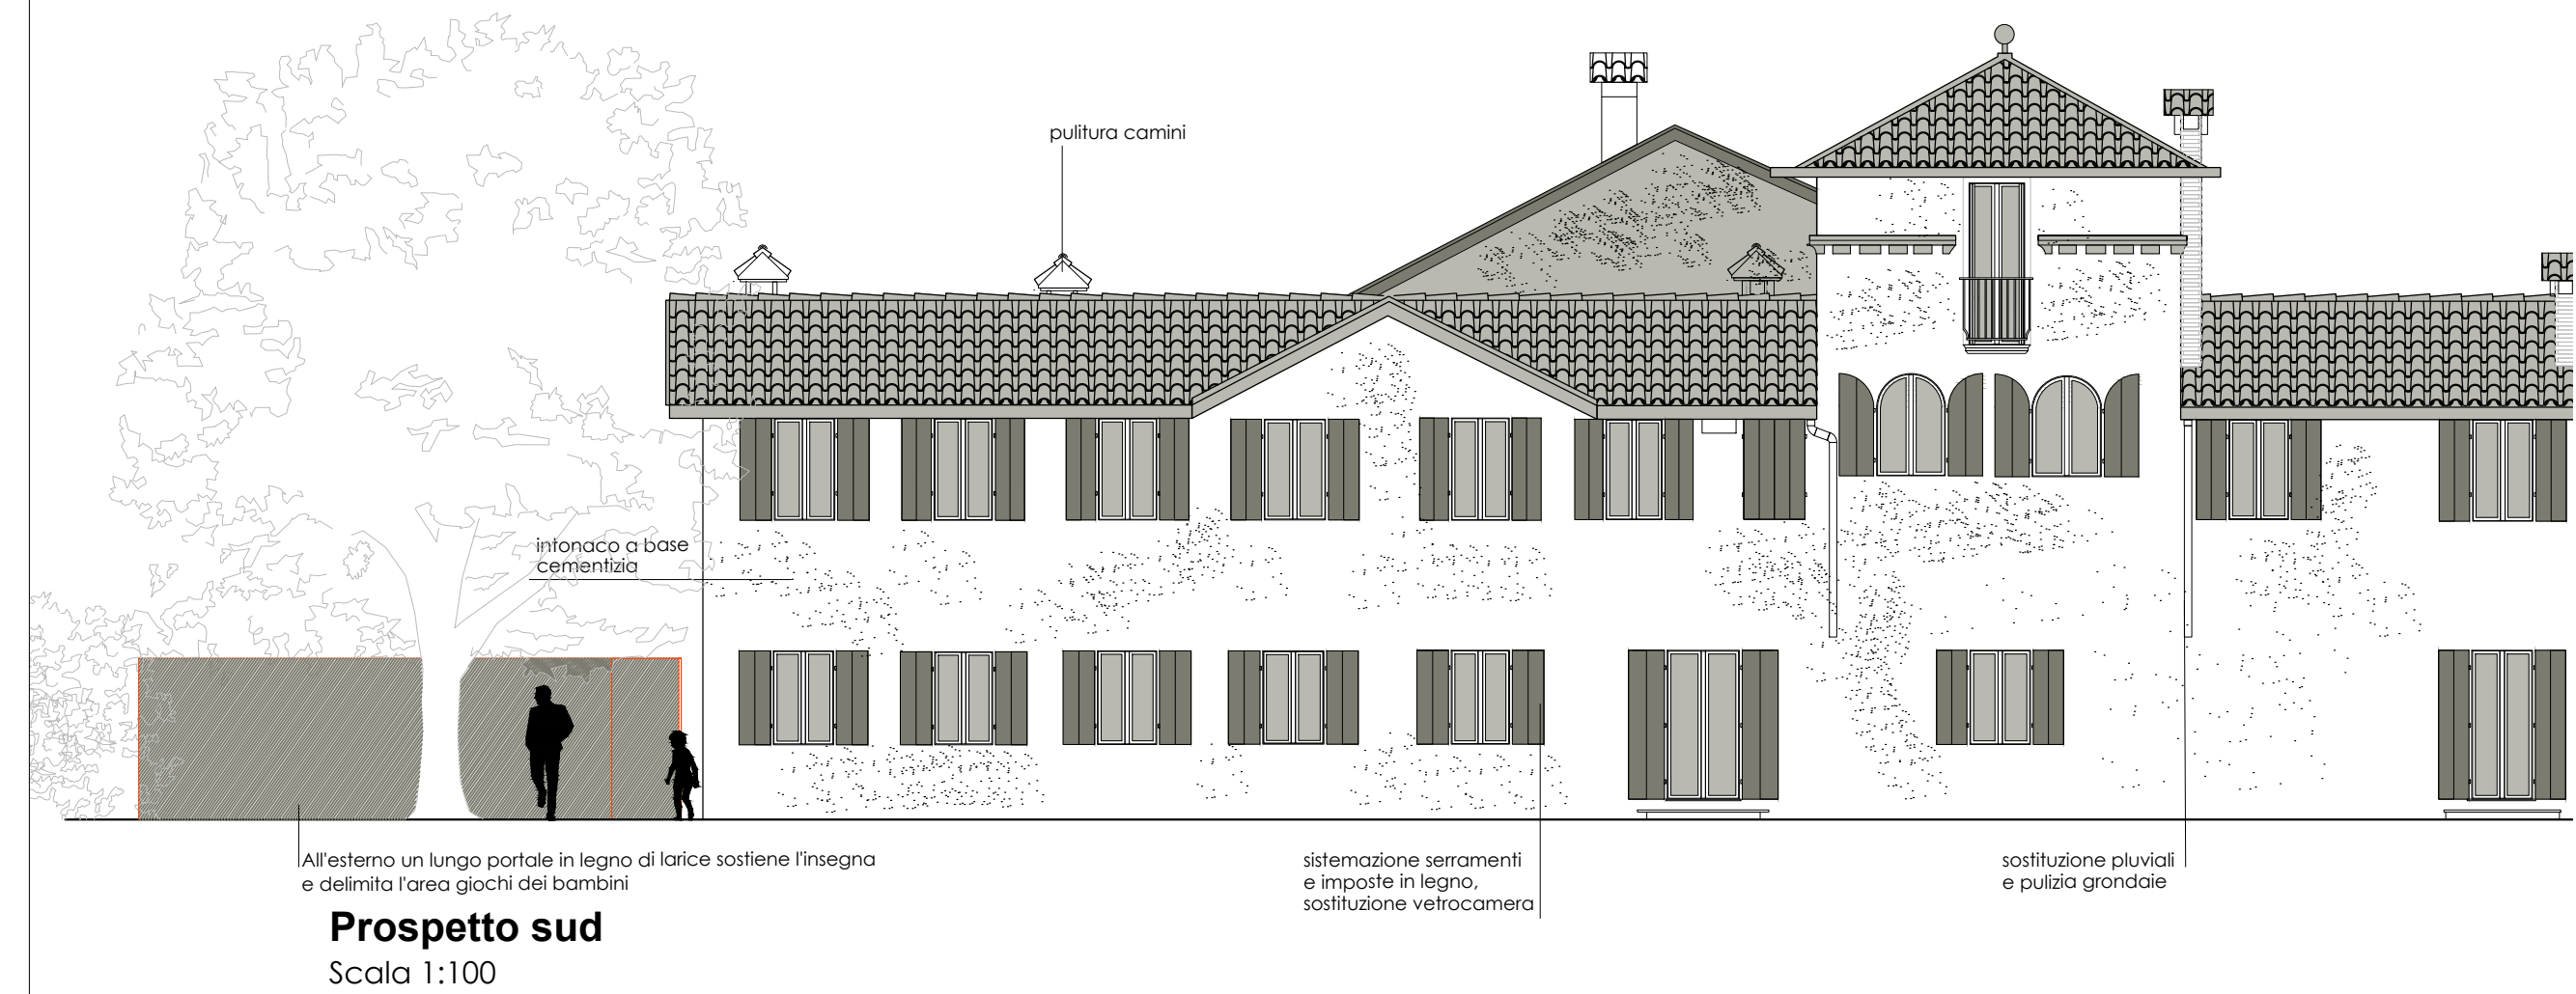 pulitura camini
intonaco a base
cementizia
All'esterno un lungo portale in legno di larice sostiene l'insegna
e delimita l'area giochi dei bambini
sistemazione serramenti
e imposte in legno,
sostituzione vetrocamera
sostituzione pluviali
e pulizia grondaie
Prospetto sud
Scala 1:100